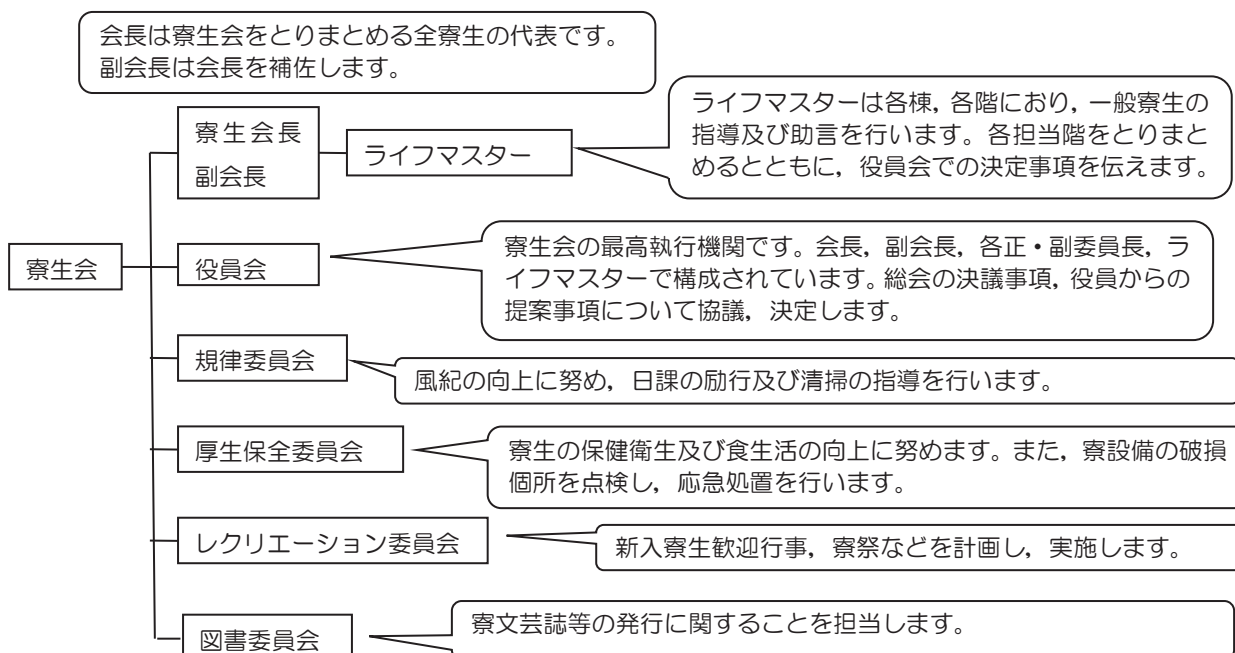 会長は寮生会をとりまとめる全寮生の代表です。
副会長は会長を補佐します。
寮生会長
副会長
ライフマスター
ライフマスターは各棟，各階におり，一般寮生の
指導及び助言を行います。各担当階をとりまと
めるとともに，役員会での決定事項を伝えます。
寮生会
役員会
寮生会の最高執行機関です。会長，副会長，各正・副委員長，ラ
イフマスターで構成されています。総会の決議事項，役員からの
提案事項について協議，決定します。
規律委員会
風紀の向上に努め，日課の励行及び清掃の指導を行います。
厚生保全委員会
寮生の保健衛生及び食生活の向上に努めます。また，寮設備の破損
個所を点検し，応急処置を行います。
レクリエーション委員会
新入寮生歓迎行事，寮祭などを計画し，実施します。
図書委員会
寮文芸誌等の発行に関することを担当します。